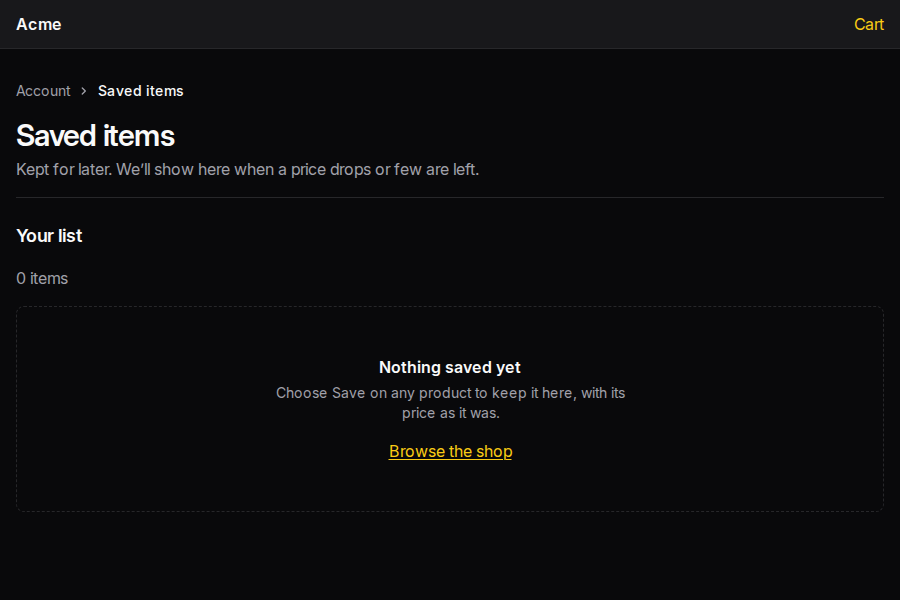 Acme
Cart
Account
Saved items
Saved items
Kept for later. We’ll show here when a price drops or few are left.
Your list
0 items
Nothing saved yet
Choose Save on any product to keep it here, with its
price as it was.
Browse the shop